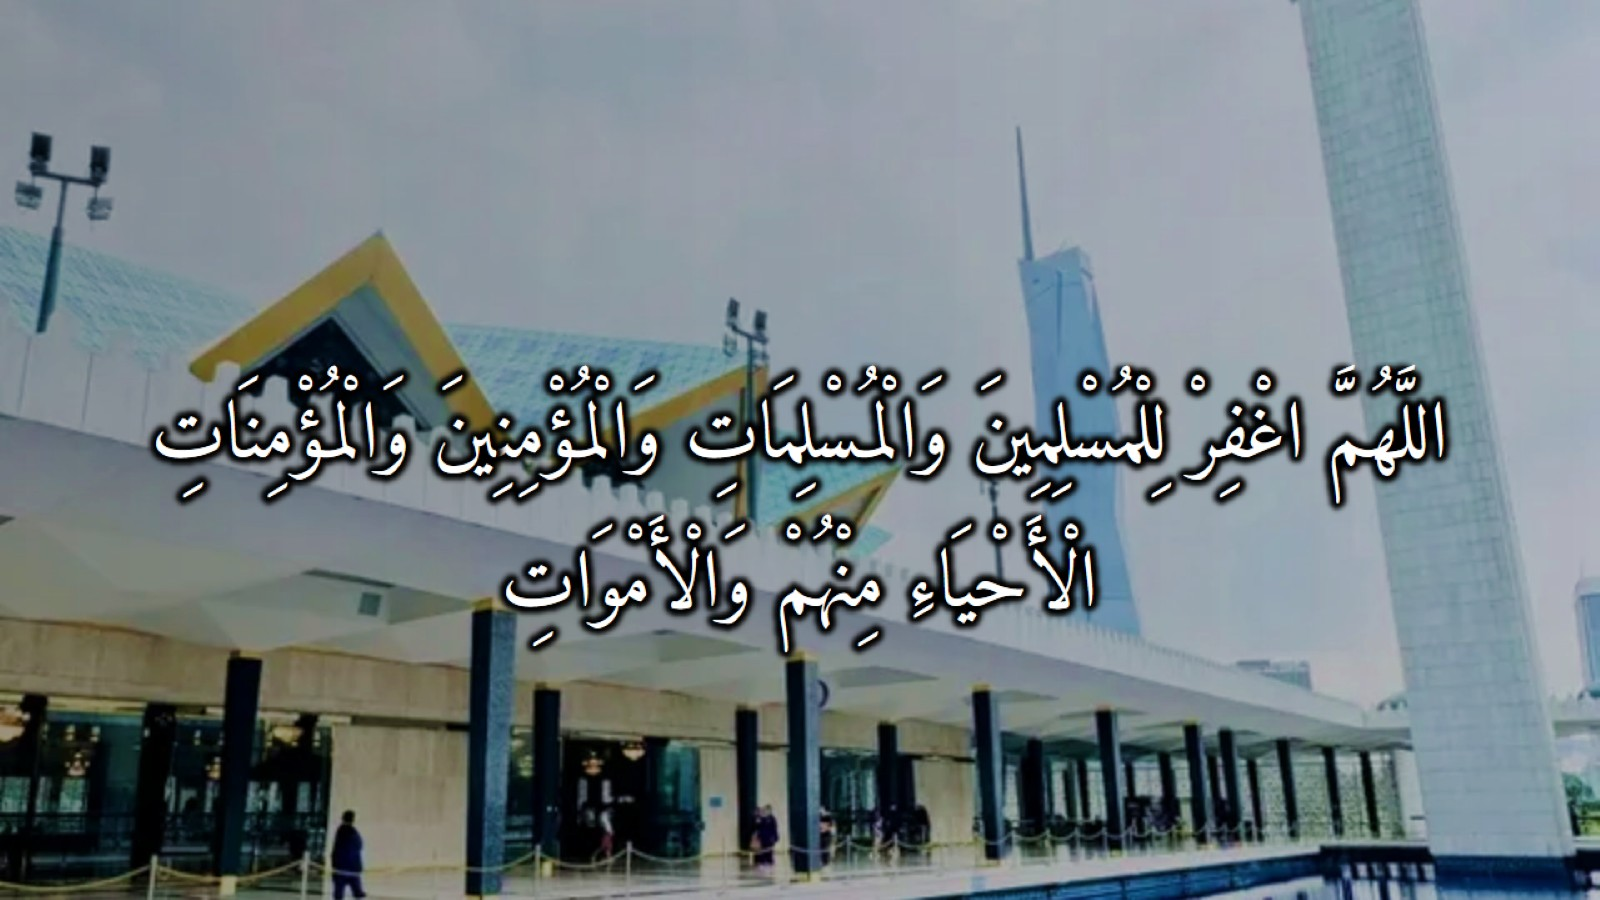 اللَّهُمَّ اغْفِرْ لِلْمُسْلِمِينَ وَالْمُسْلِمَاتِ وَالْمُؤْمِنِينَ وَالْمُؤْمِنَاتِ
الْأَحْيَاءِ مِنْهُمْ وَالْأَمْوَاتِ